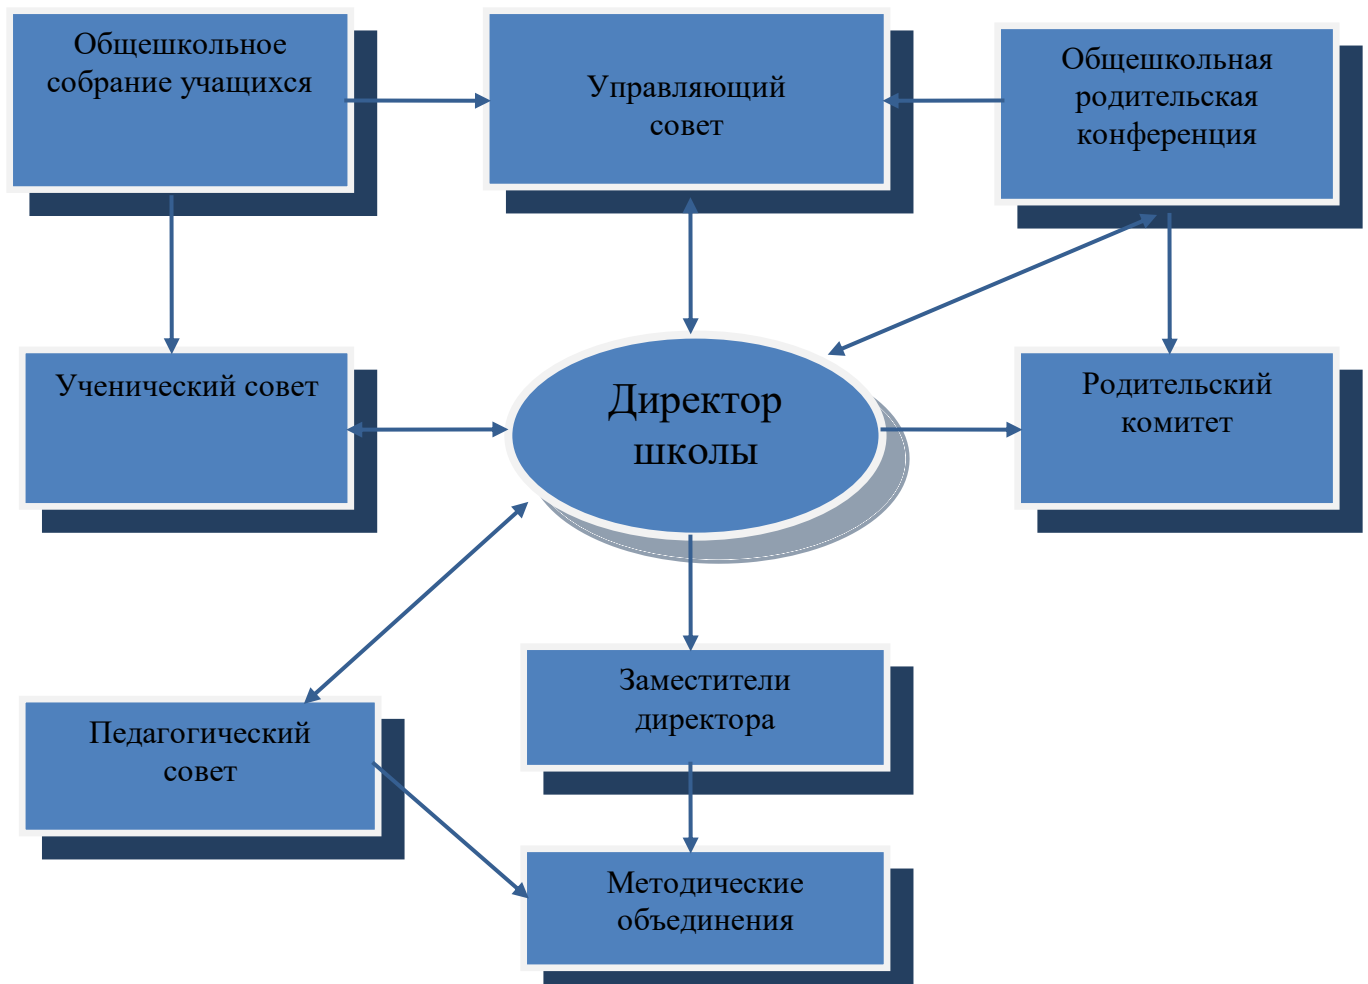 Общешкольное
собрание учащихся
Управляющий
совет
Общешкольная
родительская
конференция
Ученический совет
Директор
школы
Родительский
комитет
Педагогический
совет
Заместители
директора
Методические
объединения